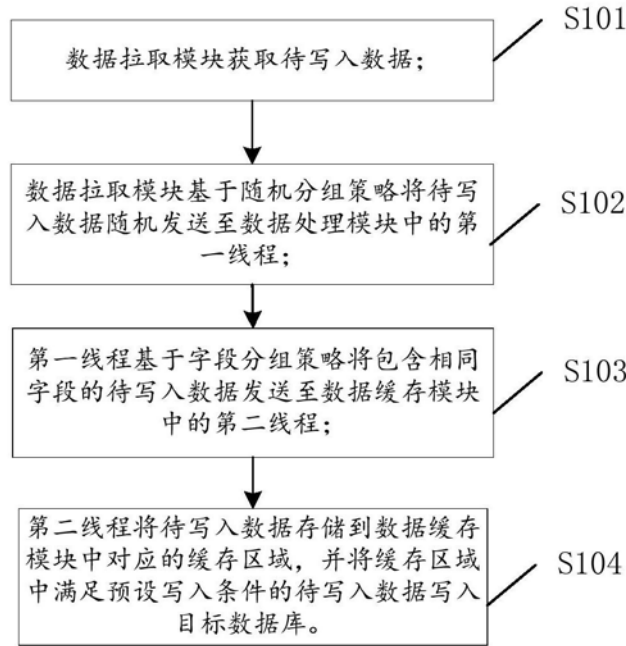 S101
数据拉取模块获取待写入数据；
S102
数据拉取模块基于随机分组策略将待写
入数据随机发送至数据处理模块中的第
一线程；
S103
第一线程基于字段分组策略将包含相同
字段的待写入数据发送至数据缓存模块
中的第二线程；
S104
第二线程将待写入数据存储到数据缓存
模块中对应的缓存区域，并将缓存区域
中满足预设写入条件的待写入数据写入
目标数据库。